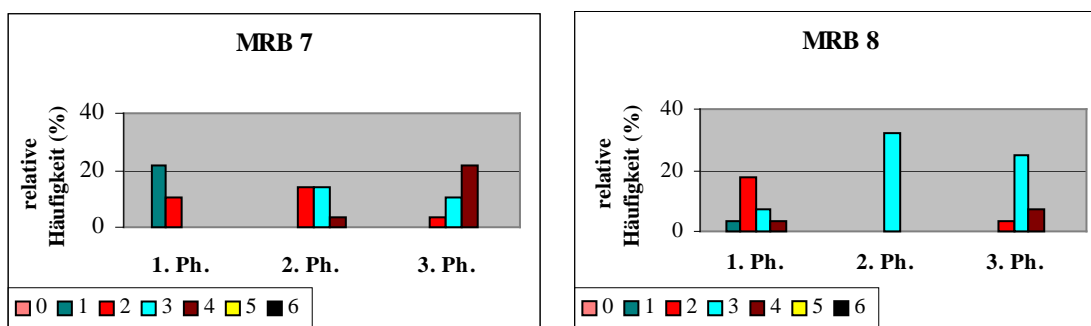 MRB 7
relative
Häufigkeit (%)
40
20
0
1. Ph. 2. Ph. 3. Ph.
0 1 2 3 4 5 6
MRB 8
relative
Häufigkeit (%)
40
20
0
1. Ph. 2. Ph. 3. Ph.
0 1 2 3 4 5 6